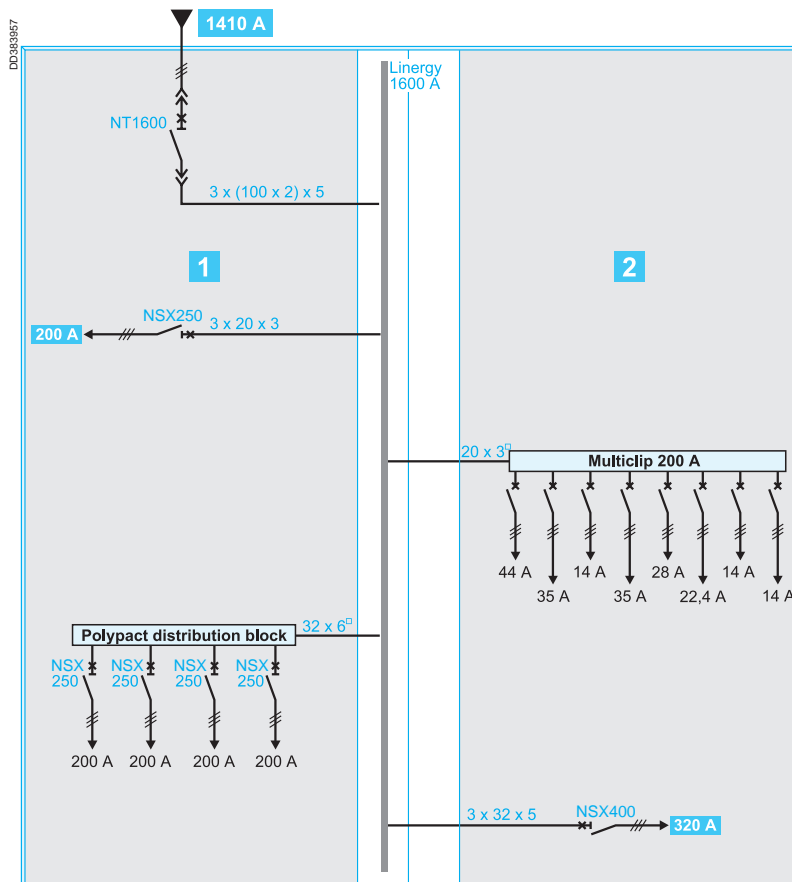 DD383957
1410 A
Linergy
1600 A
NT1600
3 x (100 x 2) x 5
1
2
NSX250
3 x 20 x 3
200 A
20 x 3□
Multiclip 200 A
44 A
14 A
28 A
14 A
35 A
35 A
22,4 A
14 A
32 x 6□
Polypact distribution block
NSX
250
NSX
250
NSX
250
NSX
250
200 A
200 A
200 A
200 A
3 x 32 x 5
NSX400
320 A